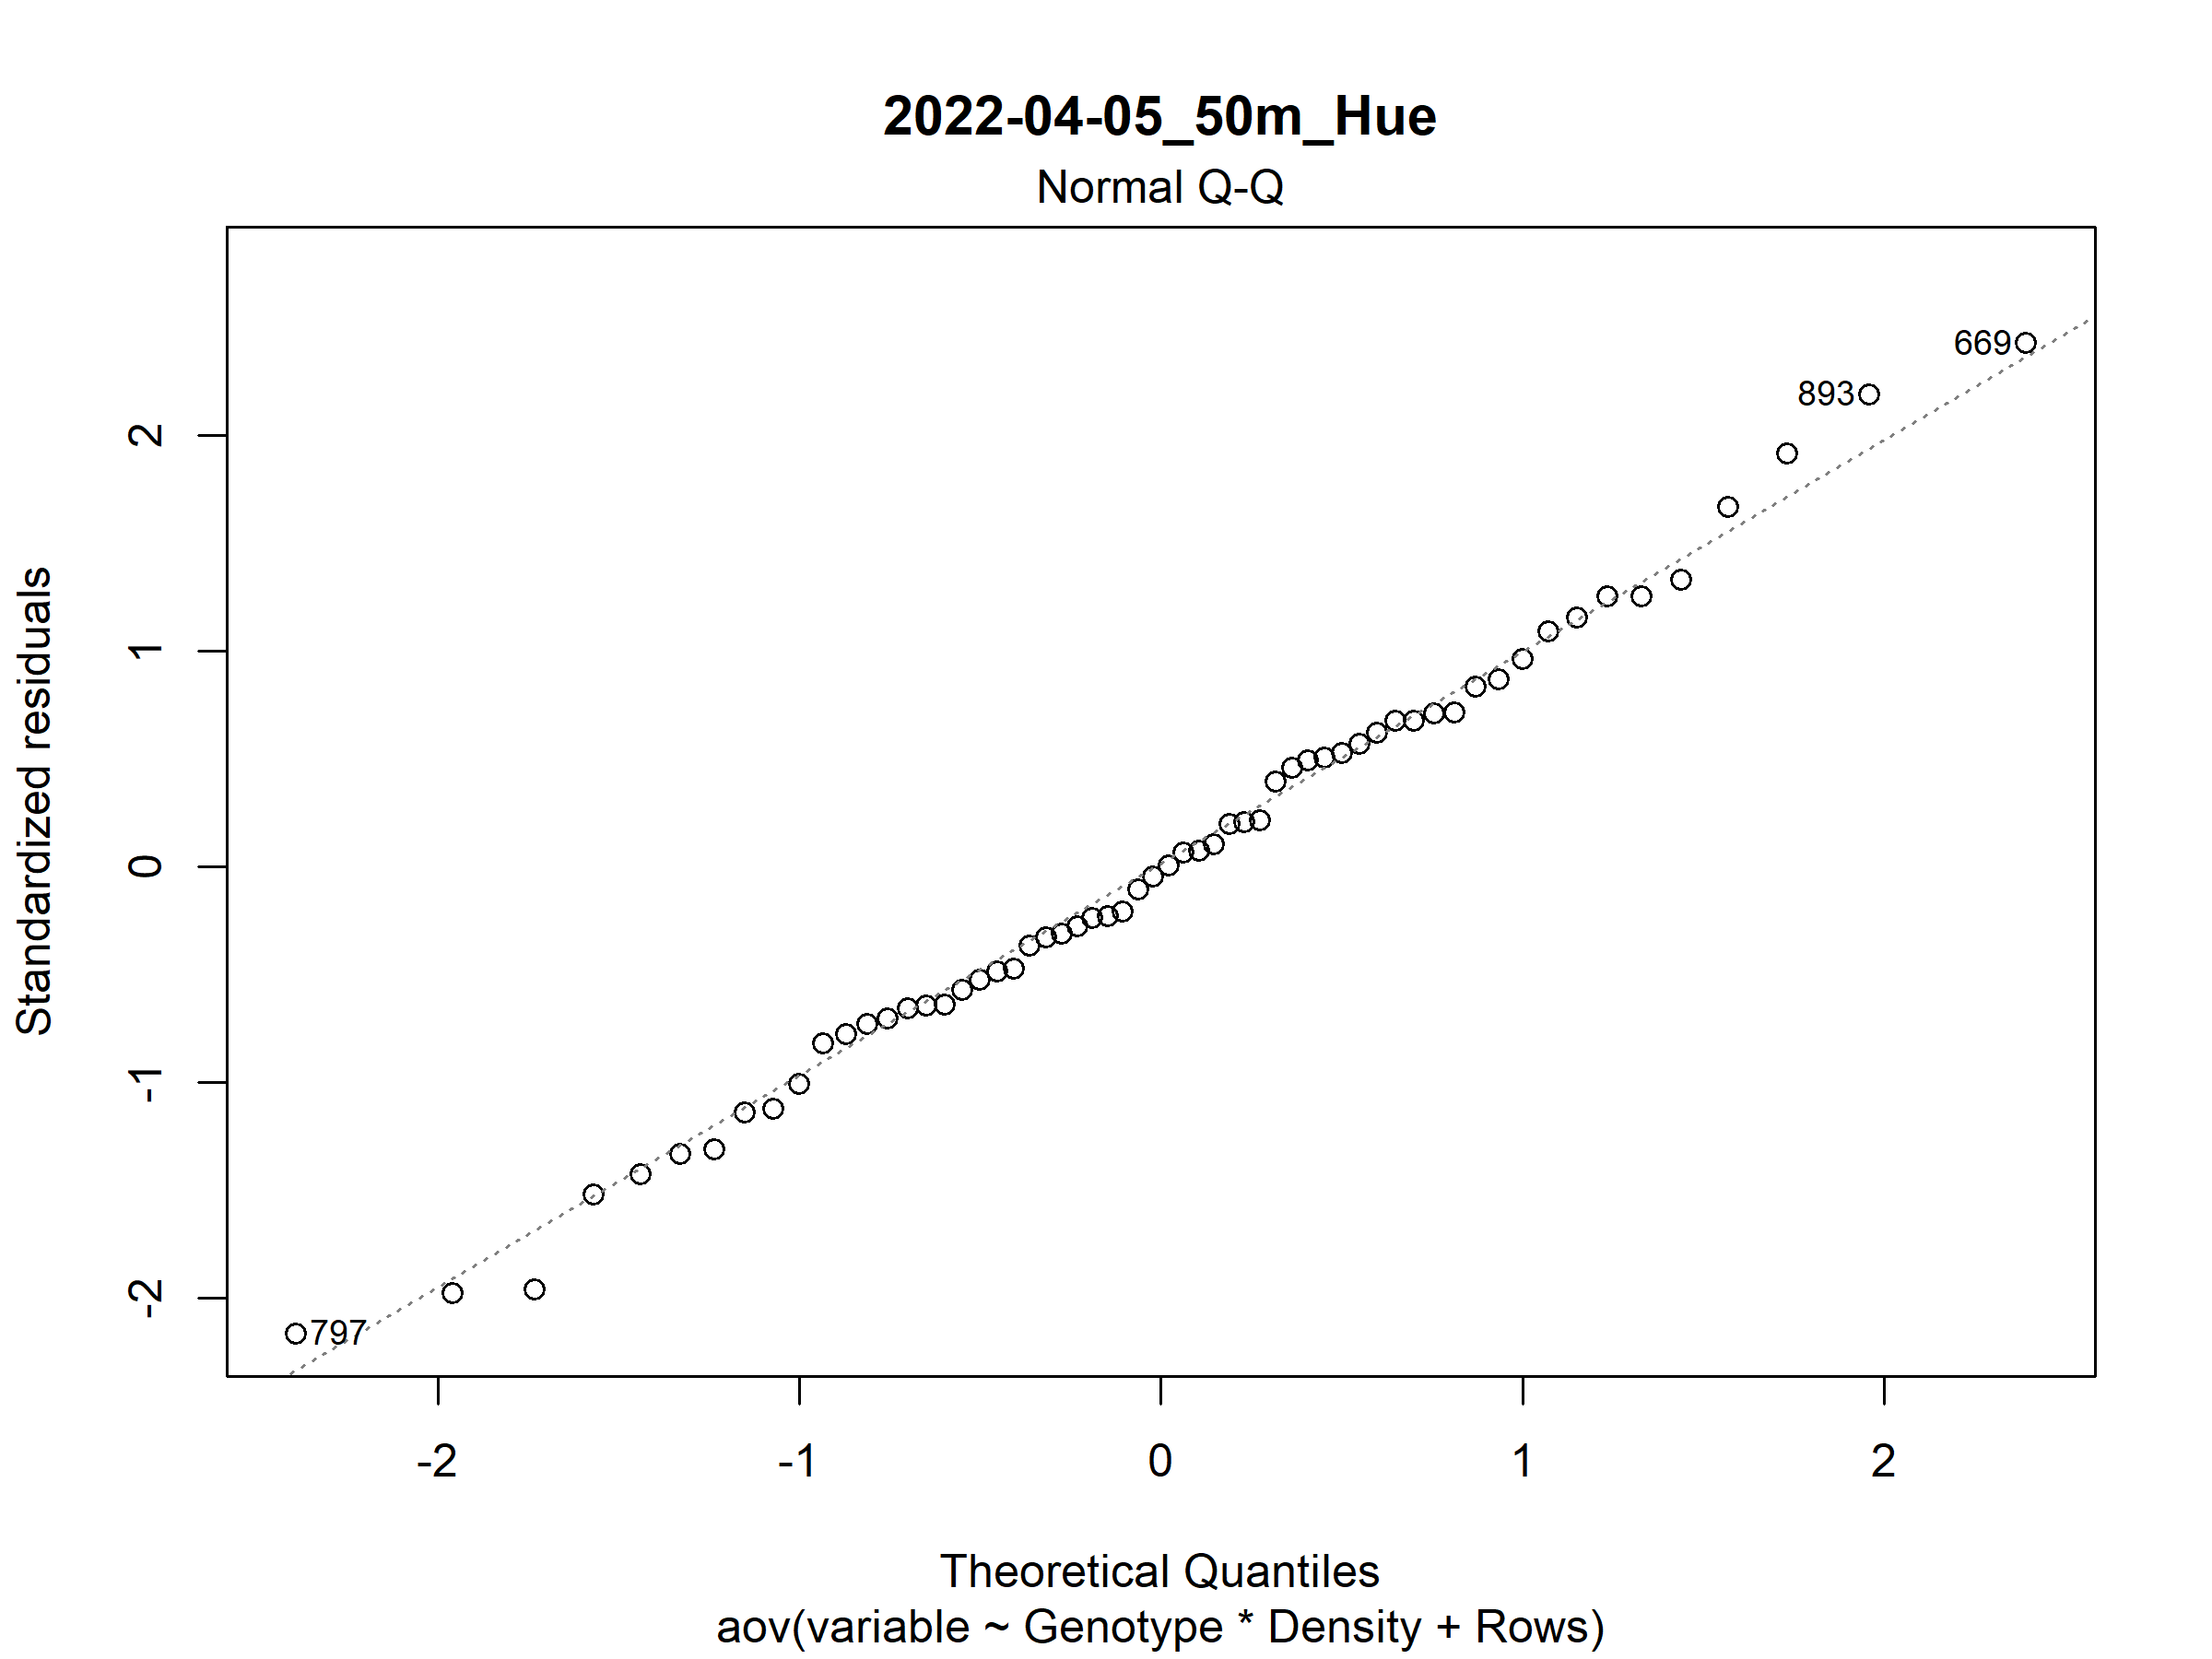 2022-04-05_50m_Hue
Normal Q-Q
Standardized residuals
2
1
0
-1
-2
669
893
797
-2
-1
0
1
2
Theoretical Quantiles
aov(variable ~ Genotype * Density + Rows)